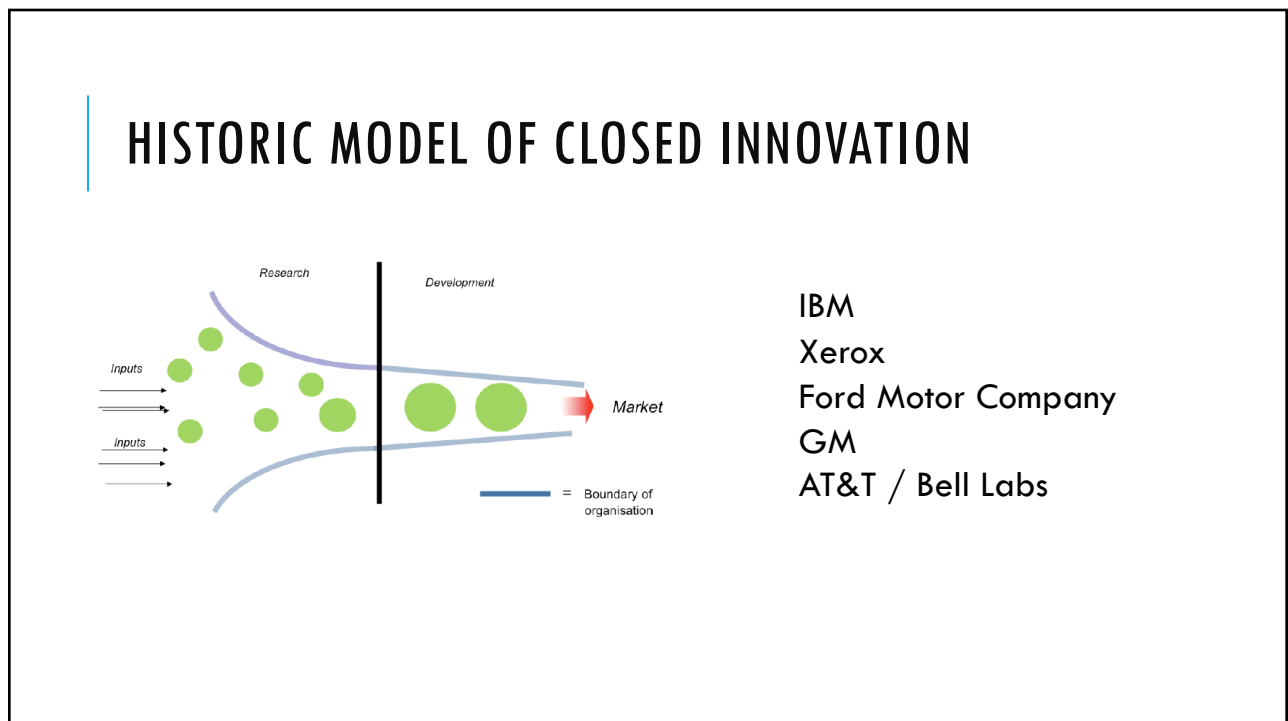 HISTORIC MODEL OF CLOSED INNOVATION
Research
Development
Inputs
Inputs
Market
= Boundary of
organisation
IBM
Xerox
Ford Motor Company
GM
AT&T / Bell Labs